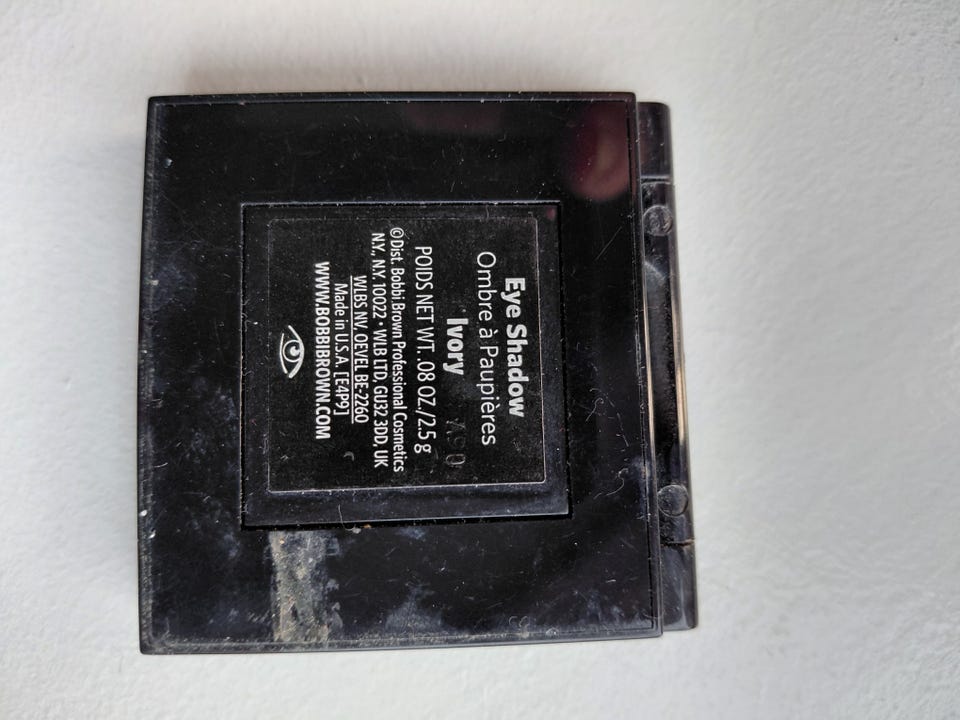 Eye Shadow
Ombre à Paupières
Ivory
POIDS NET WT. .08 OZ./2.5 g
©Dist. Bobbi Brown Professional Cosmetics
N.Y., N.Y. 10022 • WLB LTD, GU32 3DD, UK
WLBS NV, OEVEL BE-2260
Made in U.S.A. [E4P9]
WWW.BOBBIBROWN.COM